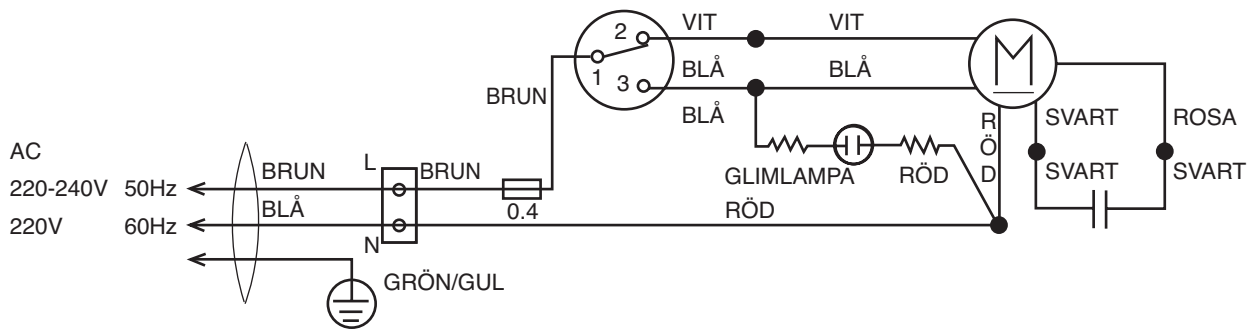 VIT VIT
2
1
3
BLÅ BLÅ
BLÅ
BRUN
M
RÖD
SVART ROSA
SVART SVART
GLIMLAMPA RÖD
AC
220-240V 50Hz BRUN L BRUN
0.4
220V 60Hz BLÅ N RÖD
GRÖN/GUL